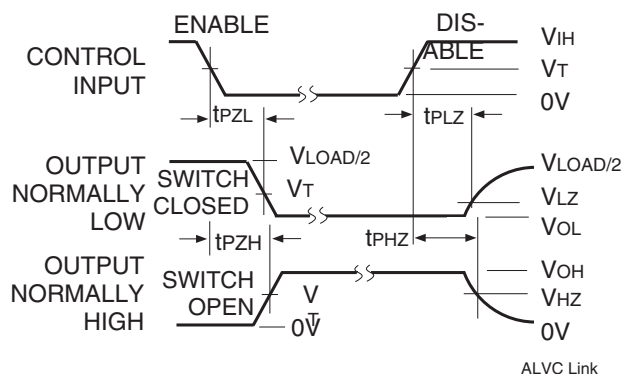 ENABLE
DIS-
ABLE
CONTROL
INPUT
VIH
VT
0V
tPZL
tPLZ
OUTPUT
NORMALLY
LOW
SWITCH
CLOSED
VLOAD/2
VT
VLOAD/2
VLZ
VOL
tPZH
tPHZ
OUTPUT
NORMALLY
HIGH
SWITCH
OPEN
VT
0V
VOH
VHZ
0V
ALVC Link